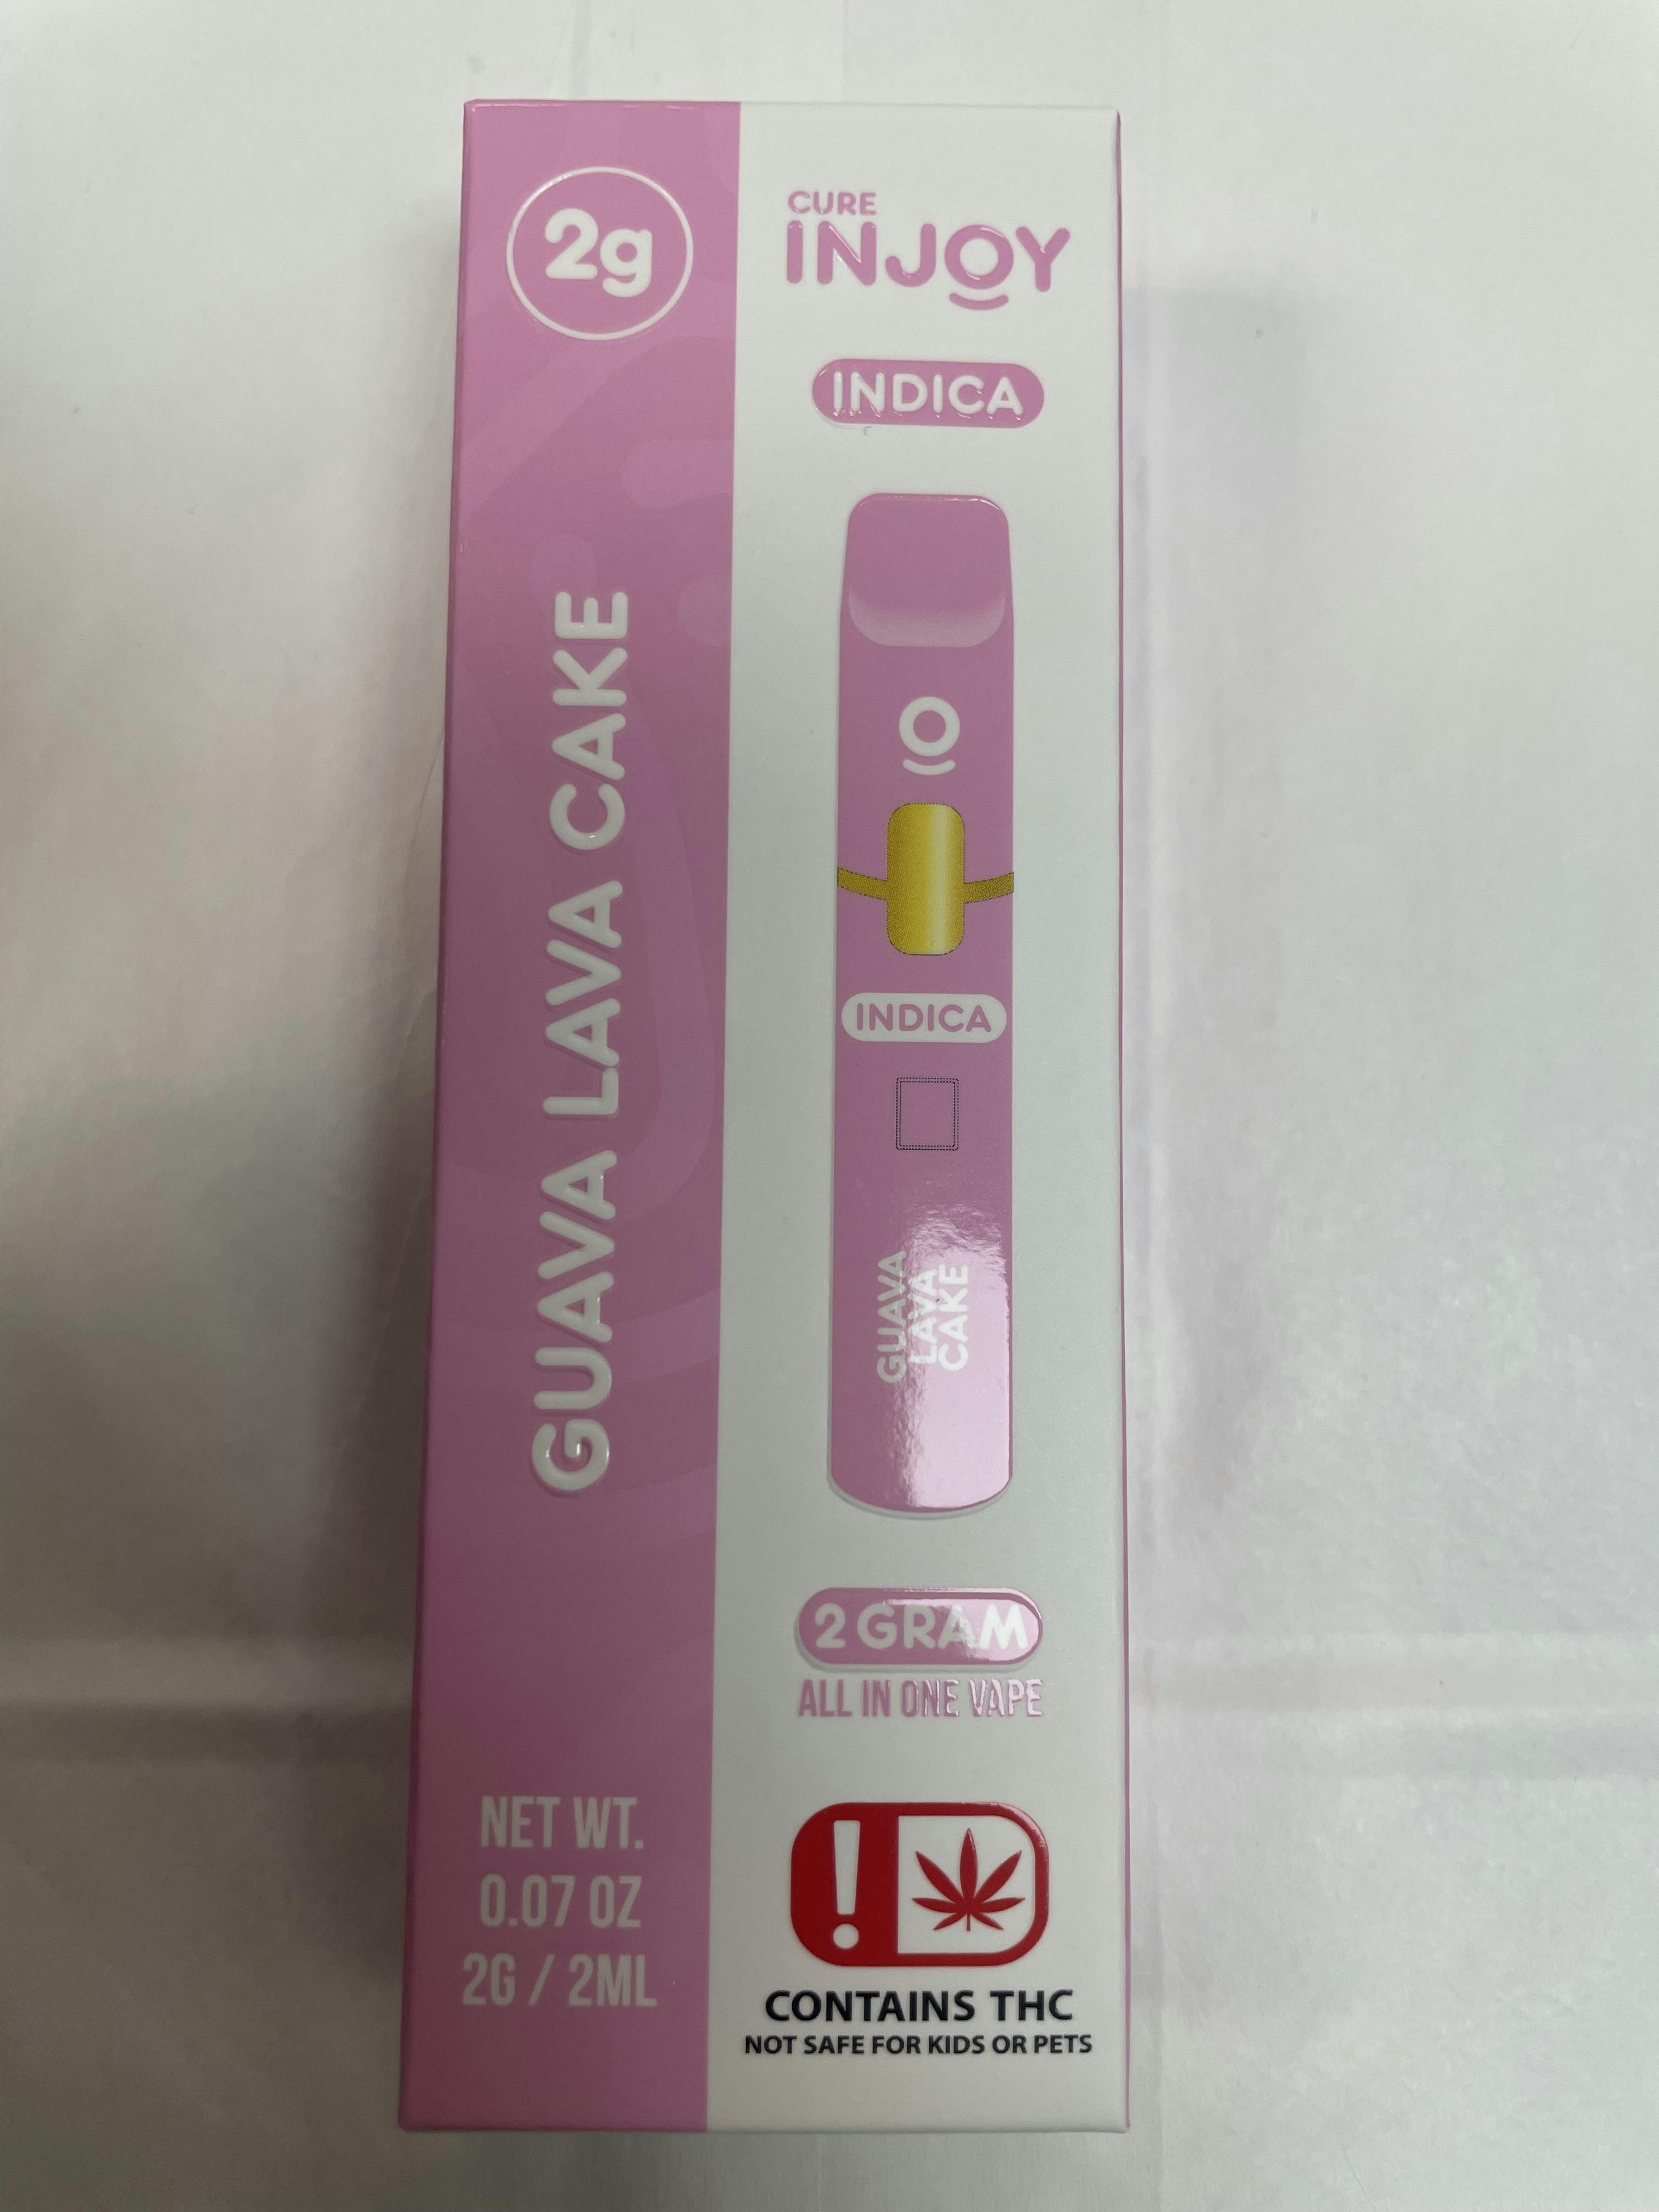 2g
GUAVA LAVA CAKE
NET WT.
0.07 OZ
2G / 2ML
CURE
INJOY
INDICA
INDICA
GUAVA
LAVA
CAKE
2 GRAM
ALL IN ONE VAPE
!
CONTAINS THC
NOT SAFE FOR KIDS OR PETS